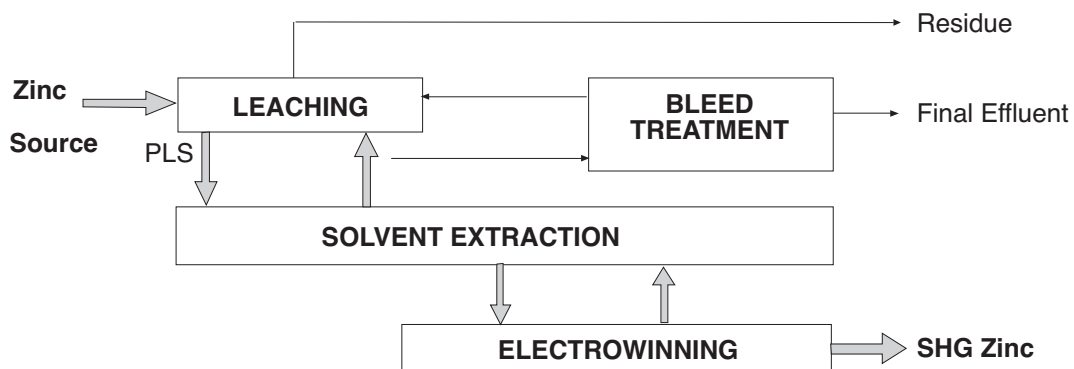 Residue
Zinc
Source
LEACHING
BLEED
TREATMENT
Final Effluent
PLS
SOLVENT EXTRACTION
ELECTROWINNING
SHG Zinc